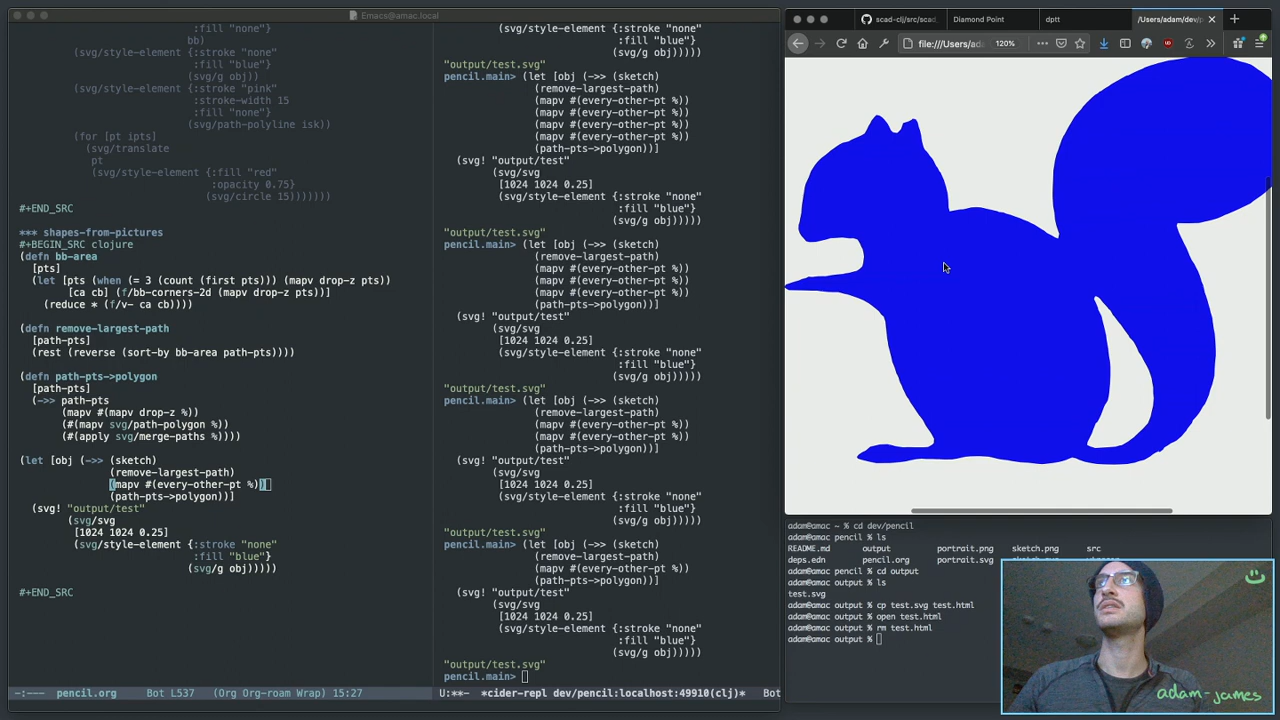 Emacs@amac.local
:fill "none"}
bb)
(svg/style-element {:stroke "none"
:fill "blue"}
(svg/g obj))
(svg/style-element {:stroke "pink"
:stroke-width 15
:fill "none"}
(svg/path-polyline isk))
(for [pt ipts]
(svg/translate
pt
(svg/style-element {:fill "red"
:opacity 0.75}
(svg/circle 15)))))))
#+END_SRC
*** shapes-from-pictures
#+BEGIN_SRC clojure
(defn bb-area
[pts]
(let [pts (when (= 3 (count (first pts))) (mapv drop-z pts))
[ca cb] (f/bb-corners-2d (mapv drop-z pts))]
(reduce * (f/v- ca cb))))
(defn remove-largest-path
[path-pts]
(rest (reverse (sort-by bb-area path-pts))))
(defn path-pts->polygon
[path-pts]
(->> path-pts
(mapv #(mapv drop-z %))
(#(mapv svg/path-polygon %))
(#(apply svg/merge-paths %))))
(let [obj (->> (sketch)
(remove-largest-path)
(mapv #(every-other-pt %))
(path-pts->polygon)]
(svg! "output/test"
(svg/svg
[1024 1024 0.25]
(svg/style-element {:stroke "none"
:fill "blue"}
(svg/g obj)))))
#+END_SRC
-:--- pencil.org Bot L537 (Org Org-roam Wrap) 15:27
(svg/style-element {:stroke "none"
:fill "blue"}
(svg/g obj)))))
"output/test.svg"
pencil.main> (let [obj (->> (sketch)
(remove-largest-path)
(mapv #(every-other-pt %))
(mapv #(every-other-pt %))
(mapv #(every-other-pt %))
(mapv #(every-other-pt %))
(path-pts->polygon))]
(svg! "output/test"
(svg/svg
[1024 1024 0.25]
(svg/style-element {:stroke "none"
:fill "blue"}
(svg/g obj)))))
"output/test.svg"
pencil.main> (let [obj (->> (sketch)
(remove-largest-path)
(mapv #(every-other-pt %))
(mapv #(every-other-pt %))
(mapv #(every-other-pt %))
(path-pts->polygon))]
(svg! "output/test"
(svg/svg
[1024 1024 0.25]
(svg/style-element {:stroke "none"
:fill "blue"}
(svg/g obj)))))
"output/test.svg"
pencil.main> (let [obj (->> (sketch)
(remove-largest-path)
(mapv #(every-other-pt %))
(mapv #(every-other-pt %))
(path-pts->polygon))]
(svg! "output/test"
(svg/svg
[1024 1024 0.25]
(svg/style-element {:stroke "none"
:fill "blue"}
(svg/g obj)))))
"output/test.svg"
pencil.main> (let [obj (->> (sketch)
(remove-largest-path)
(mapv #(every-other-pt %))
(path-pts->polygon))]
(svg! "output/test"
(svg/svg
[1024 1024 0.25]
(svg/style-element {:stroke "none"
:fill "blue"}
(svg/g obj)))))
"output/test.svg"
pencil.main>
U:**- *cider-repl dev/pencil:localhost:49910(clj)* Bot
scad-clj/src/scad_ Diamond Point dptt /Users/adam/dev/p
file:///Users/a 120%
adam@amac ~ % cd dev/pencil
adam@amac pencil % ls
README.md output portrait.png sketch.png src
deps.edn pencil.org portrait.svg
adam@amac pencil % cd output
adam@amac output % ls
test.svg
adam@amac output % cp test.svg test.html
adam@amac output % open test.html
adam@amac output % rm test.html
adam@amac output %
adam-james